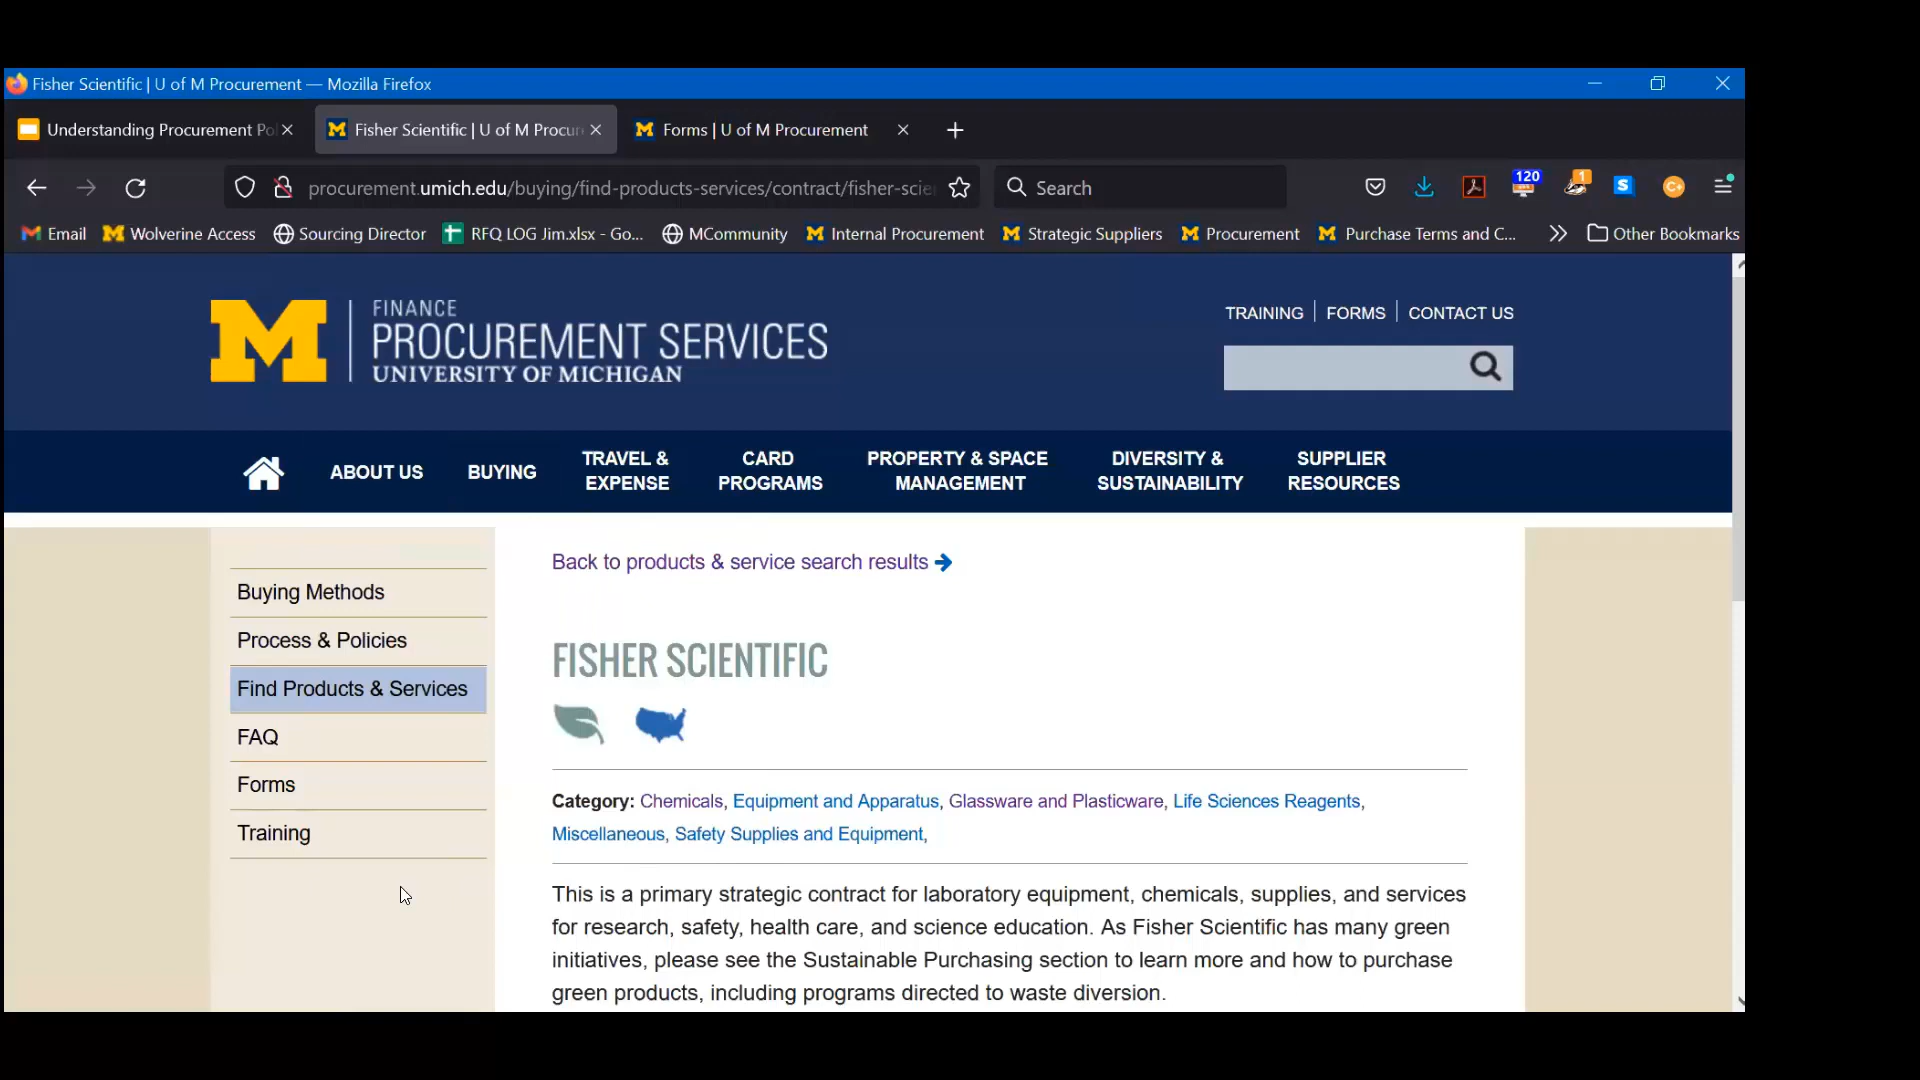 Fisher Scientific | U of M Procurement — Mozilla Firefox
Understanding Procurement Po
Fisher Scientific | U of M Procur
Forms | U of M Procurement
procurement.umich.edu/buying/find-products-services/contract/fisher-scie
Search
120
1
S
C+
Email
Wolverine Access
Sourcing Director
RFQ LOG Jim.xlsx - Go...
MCommunity
Internal Procurement
Strategic Suppliers
Procurement
Purchase Terms and C...
Other Bookmarks
M
FINANCE
PROCUREMENT SERVICES
UNIVERSITY OF MICHIGAN
TRAINING | FORMS | CONTACT US
ABOUT US
BUYING
TRAVEL &
EXPENSE
CARD
PROGRAMS
PROPERTY & SPACE
MANAGEMENT
DIVERSITY &
SUSTAINABILITY
SUPPLIER
RESOURCES
Buying Methods
Process & Policies
Find Products & Services
FAQ
Forms
Training
Back to products & service search results
FISHER SCIENTIFIC
Category: Chemicals, Equipment and Apparatus, Glassware and Plasticware, Life Sciences Reagents,
Miscellaneous, Safety Supplies and Equipment,
This is a primary strategic contract for laboratory equipment, chemicals, supplies, and services
for research, safety, health care, and science education. As Fisher Scientific has many green
initiatives, please see the Sustainable Purchasing section to learn more and how to purchase
green products, including programs directed to waste diversion.